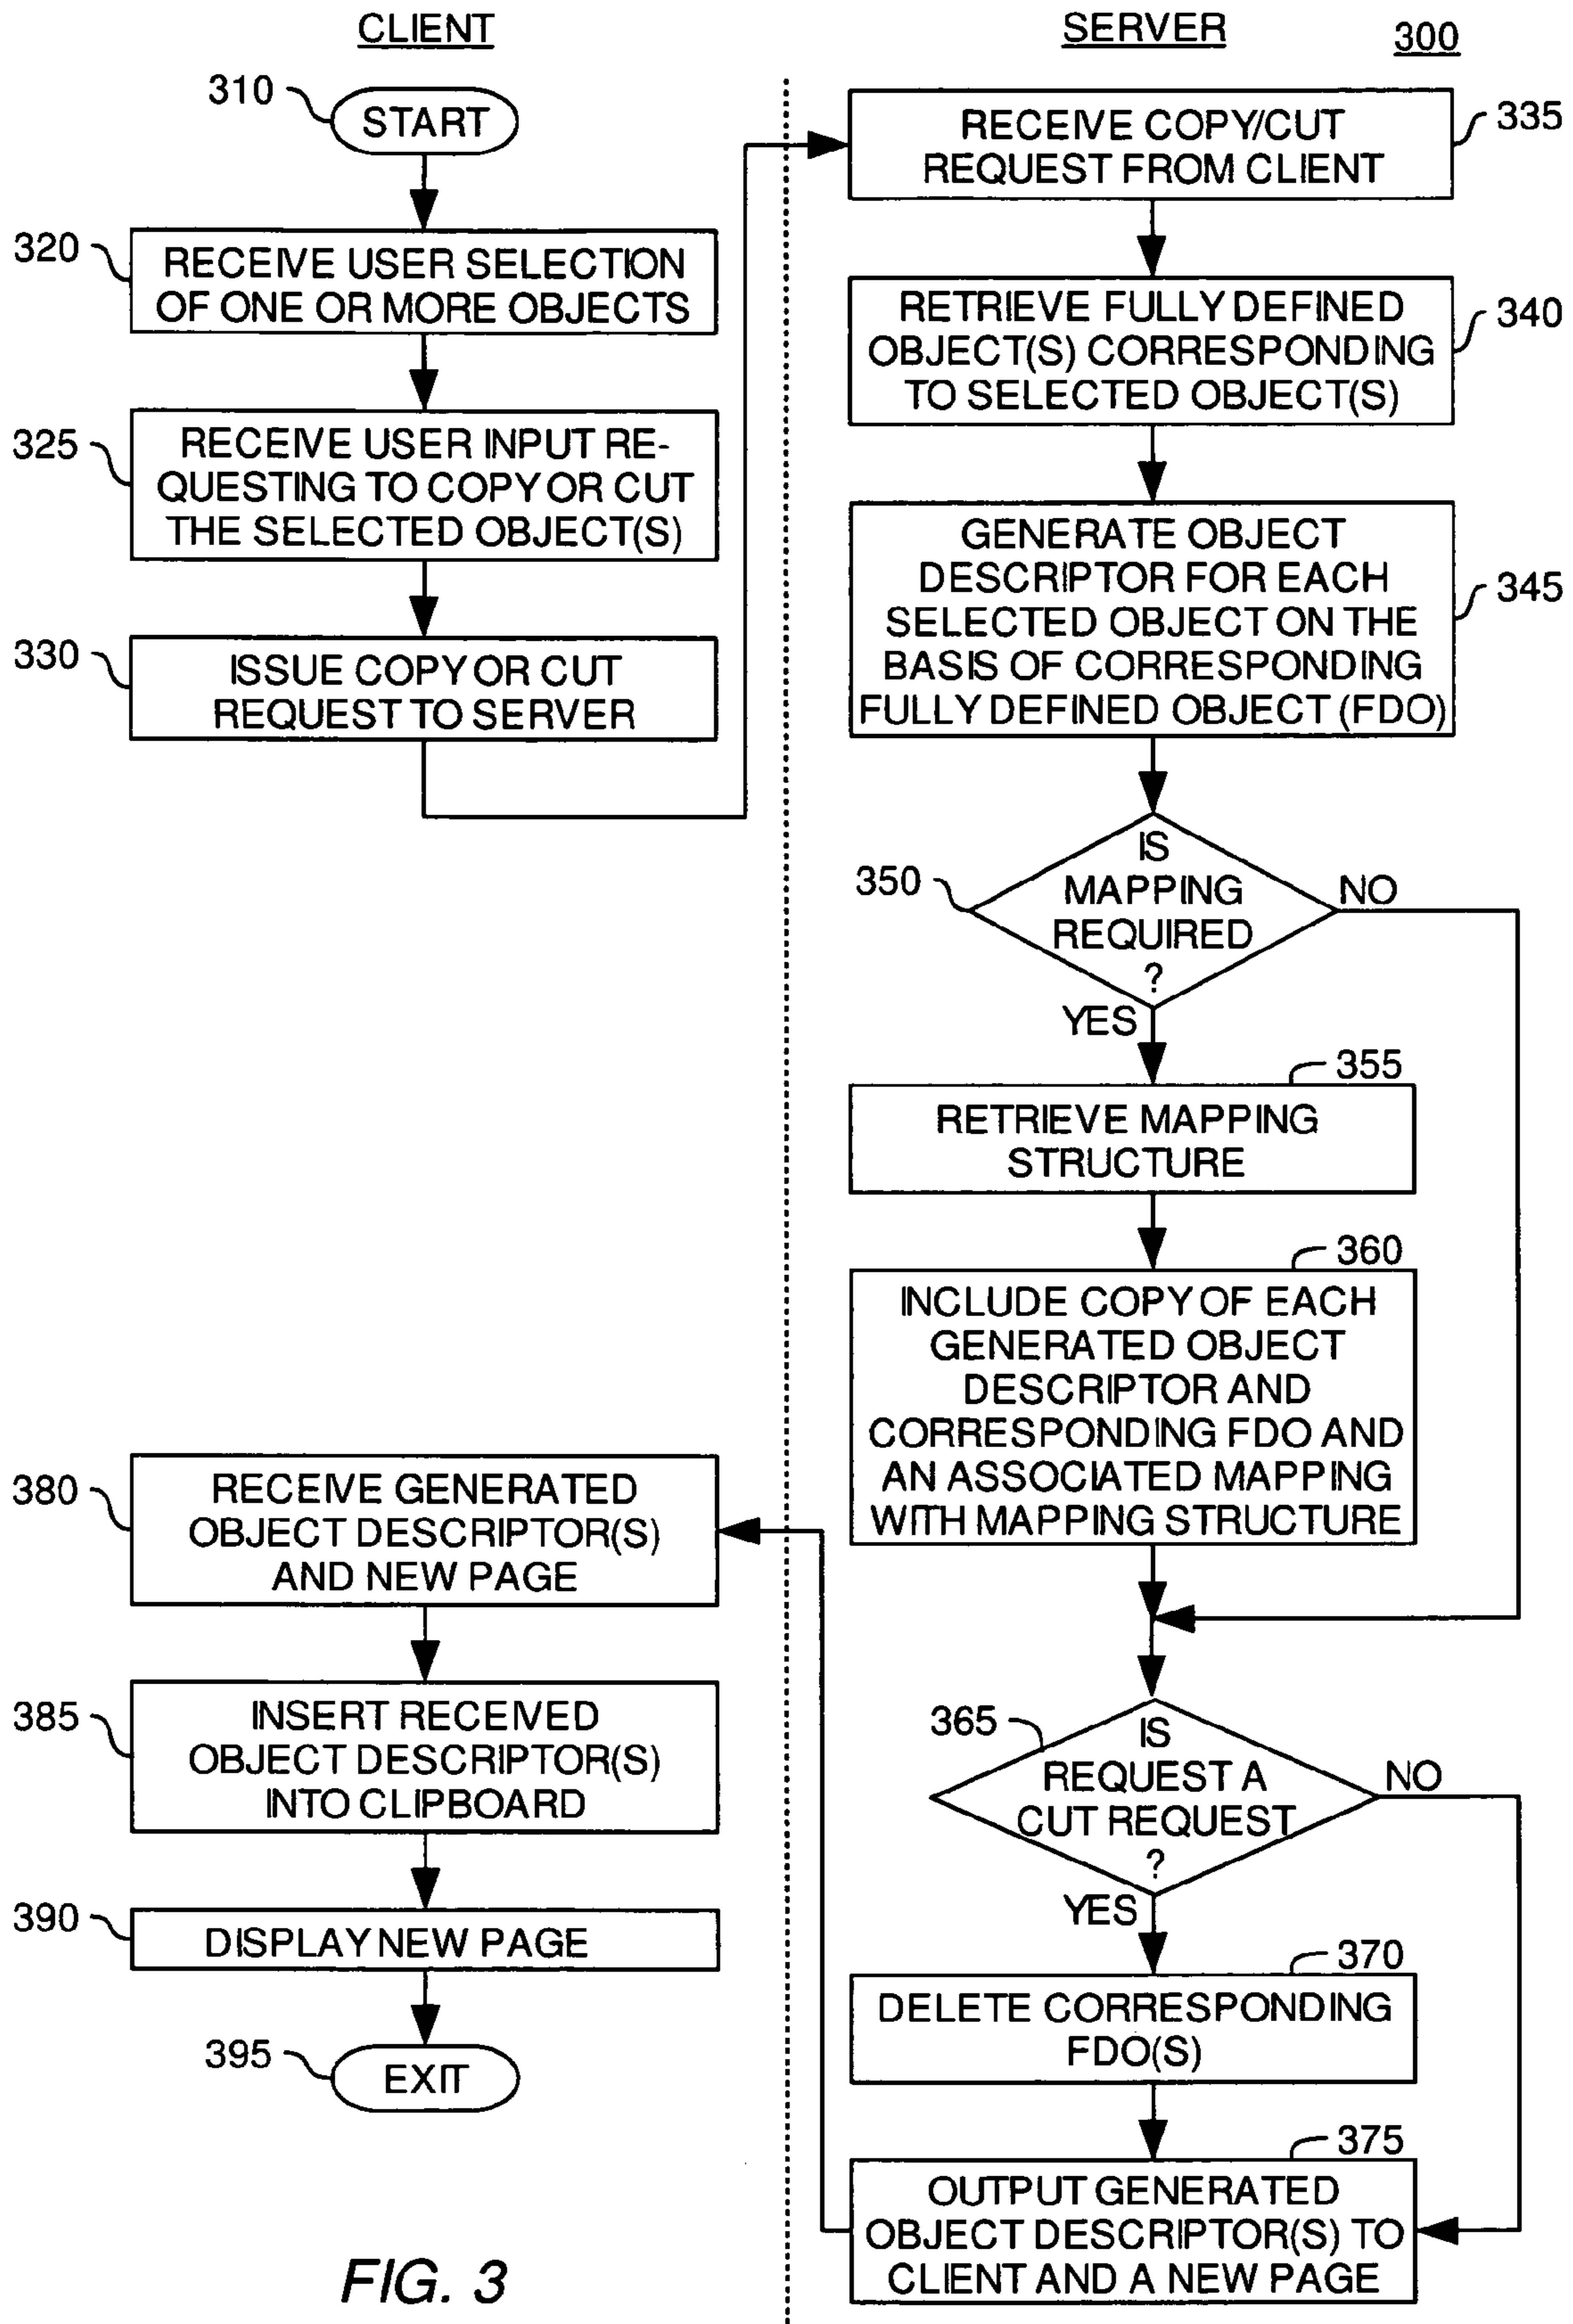 CLIENT
310
START
320
RECEIVE USER SELECTION
OF ONE OR MORE OBJECTS
325
RECEIVE USER INPUT RE-
QUESTING TO COPY OR CUT
THE SELECTED OBJECT(S)
330
ISSUE COPY OR CUT
REQUEST TO SERVER
SERVER
300
335
RECEIVE COPY/CUT
REQUEST FROM CLIENT
340
RETRIEVE FULLY DEFINED
OBJECT(S) CORRESPONDING
TO SELECTED OBJECT(S)
345
GENERATE OBJECT
DESCRIPTOR FOR EACH
SELECTED OBJECT ON THE
BASIS OF CORRESPONDING
FULLY DEFINED OBJECT (FDO)
350
IS
MAPPING
REQUIRED
?
NO
YES
355
RETRIEVE MAPPING
STRUCTURE
360
INCLUDE COPY OF EACH
GENERATED OBJECT
DESCRIPTOR AND
CORRESPONDING FDO AND
AN ASSOCIATED MAPPING
WITH MAPPING STRUCTURE
365
IS
REQUEST A
CUT REQUEST
?
NO
YES
370
DELETE CORRESPONDING
FDO(S)
375
OUTPUT GENERATED
OBJECT DESCRIPTOR(S) TO
CLIENT AND A NEW PAGE
380
RECEIVE GENERATED
OBJECT DESCRIPTOR(S)
AND NEW PAGE
385
INSERT RECEIVED
OBJECT DESCRIPTOR(S)
INTO CLIPBOARD
390
DISPLAY NEW PAGE
395
EXIT
FIG. 3